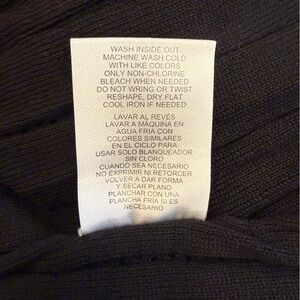 WASH INSIDE OUT
MACHINE WASH COLD
WITH LIKE COLORS
ONLY NON-CHLORINE
BLEACH WHEN NEEDED
DO NOT WRING OR TWIST
RESHAPE, DRY FLAT
COOL IRON IF NEEDED
LAVAR AL REVÉS
LAVAR A MAQUINA EN
AGUA FRIA CON
COLORES SIMILARES
EN EL CICLO PARA
USAR SOLO BLANQUEADOR
SIN CLORO
CUANDO SEA NECESARIO
NO EXPRIMIR NI RETORCER
VOLVER A DAR FORMA
Y SECAR PLANO
PLANCHAR CON UNA
PLANCHA FRÍA SI ES
NECESARIO